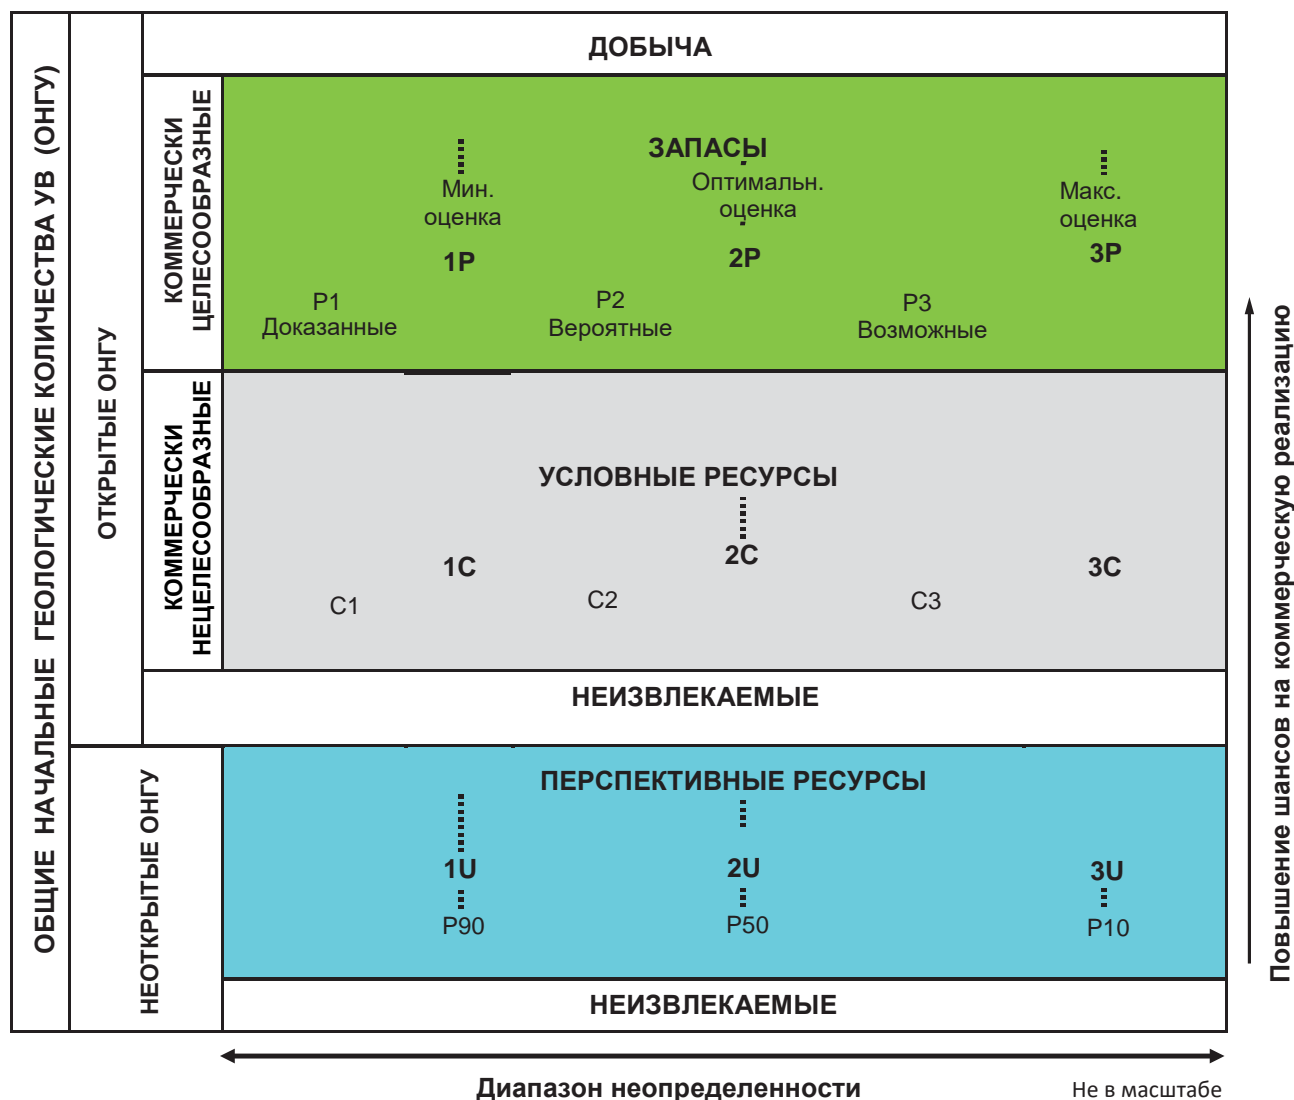 ОБЩИЕ НАЧАЛЬНЫЕ ГЕОЛОГИЧЕСКИЕ КОЛИЧЕСТВА УВ (ОНГУ)
ОТКРЫТЫЕ ОНГУ
НЕОТКРЫТЫЕ ОНГУ
ДОБЫЧА
КОММЕРЧЕСКИ
ЦЕЛЕСООБРАЗНЫЕ
ЗАПАСЫ
Мин.
оценка
Оптимальн.
оценка
Макс.
оценка
1P
2P
3P
P1
Доказанные
P2
Вероятные
P3
Возможные
КОММЕРЧЕСКИ
НЕЦЕЛЕСООБРАЗНЫЕ
УСЛОВНЫЕ РЕСУРСЫ
1C
2C
3C
C1
C2
C3
НЕИЗВЛЕКАЕМЫЕ
ПЕРСПЕКТИВНЫЕ РЕСУРСЫ
1U
2U
3U
P90
P50
P10
НЕИЗВЛЕКАЕМЫЕ
Повышение шансов на коммерческую реализацию
Диапазон неопределенности
Не в масштабе